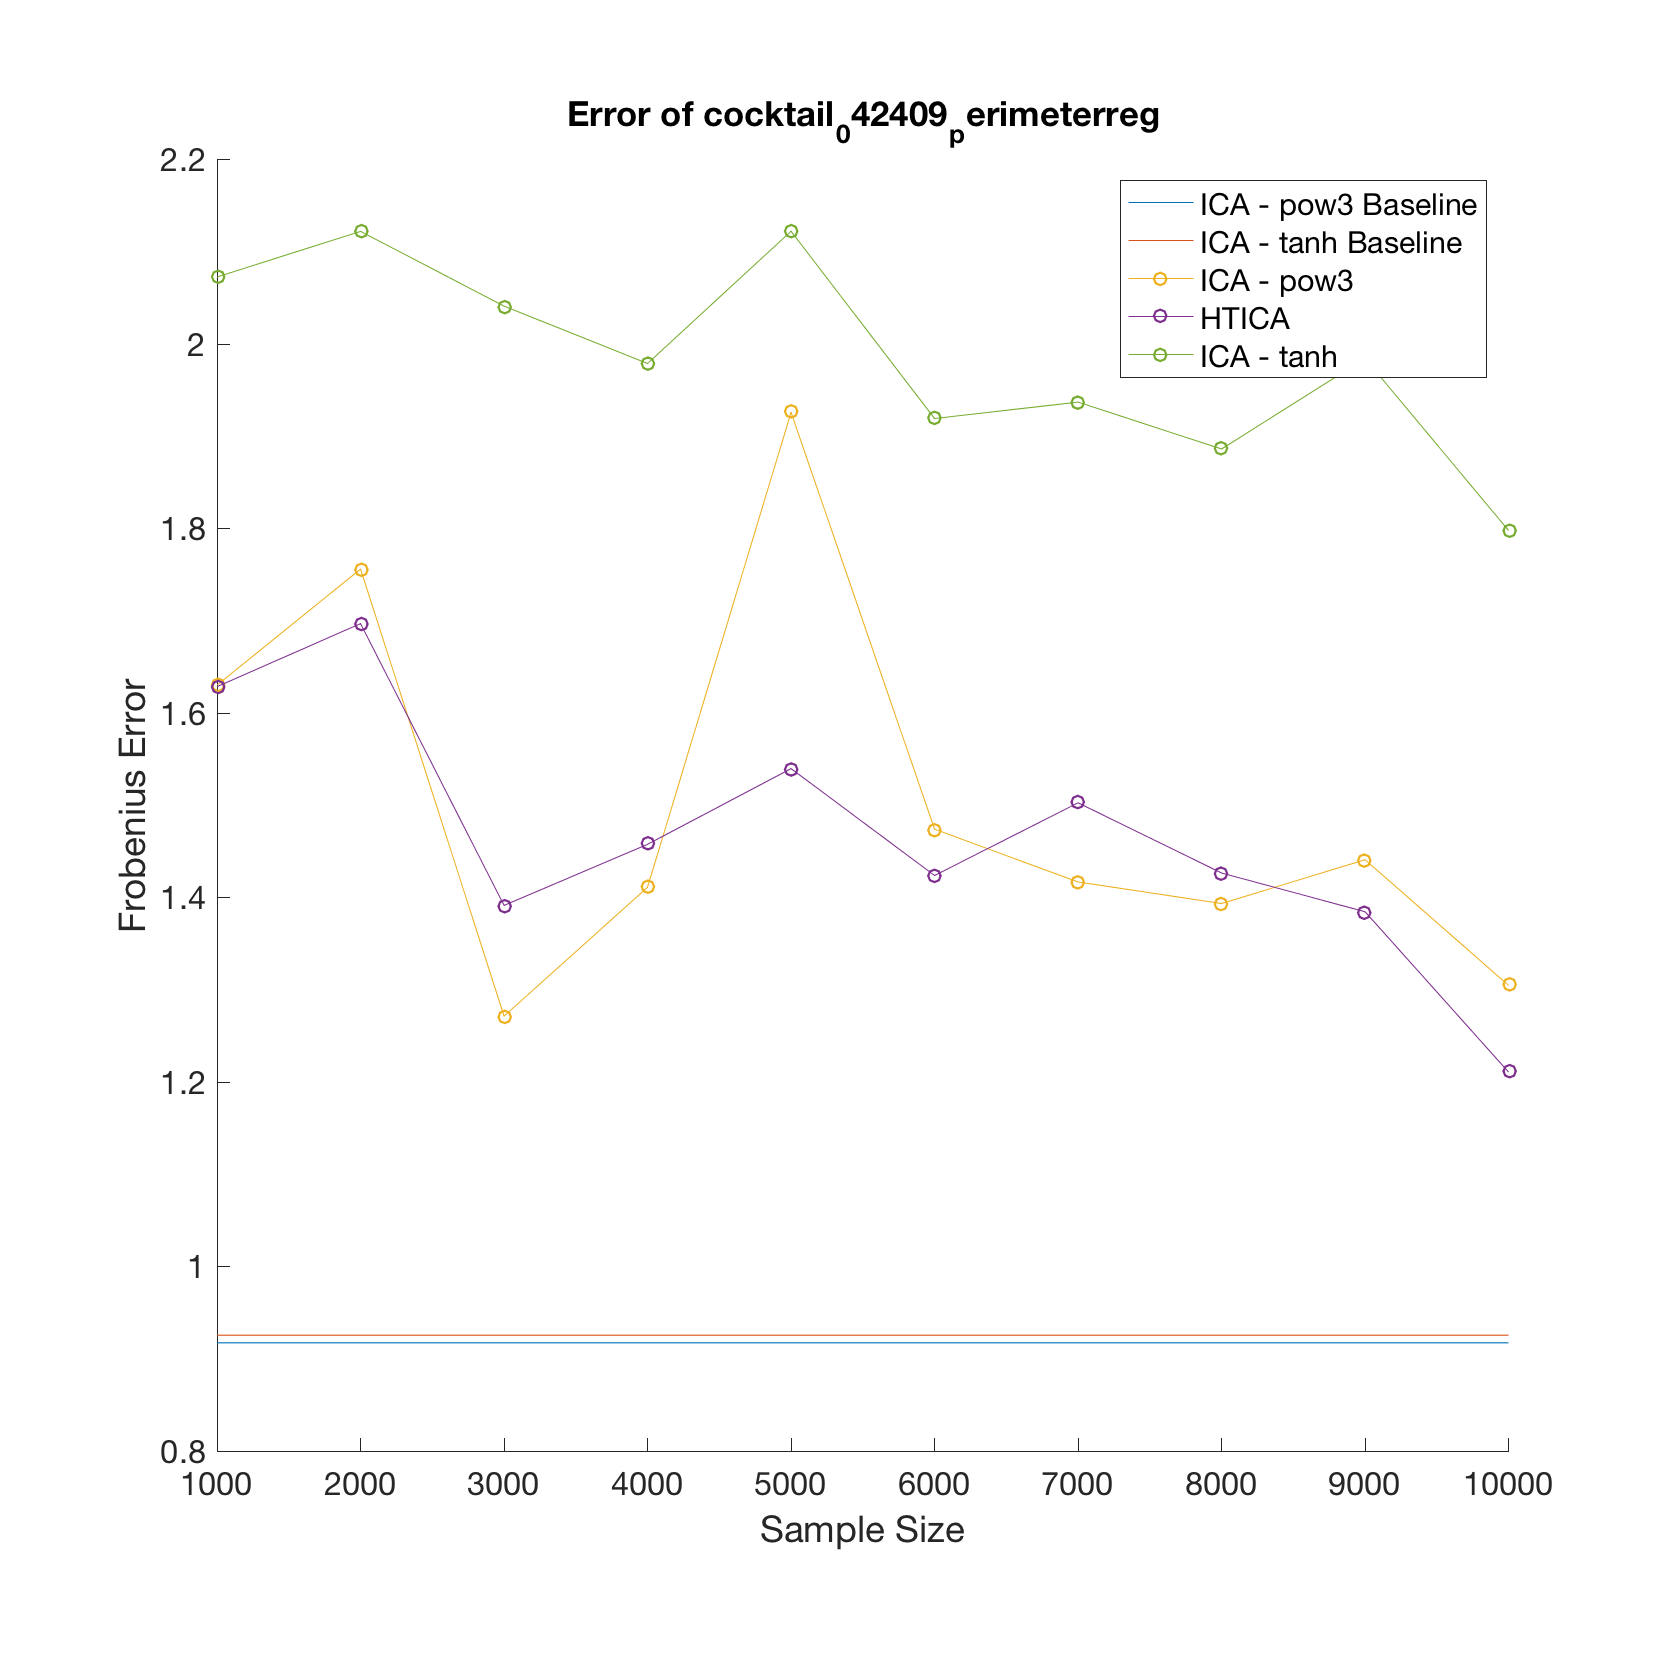 Error of cocktail_042409_perimeterreg
2.2
2
1.8
1.6
1.4
1.2
1
0.8
Frobenius Error
ICA - pow3 Baseline
ICA - tanh Baseline
ICA - pow3
HTICA
ICA - tanh
1000 2000 3000 4000 5000 6000 7000 8000 9000 10000
Sample Size